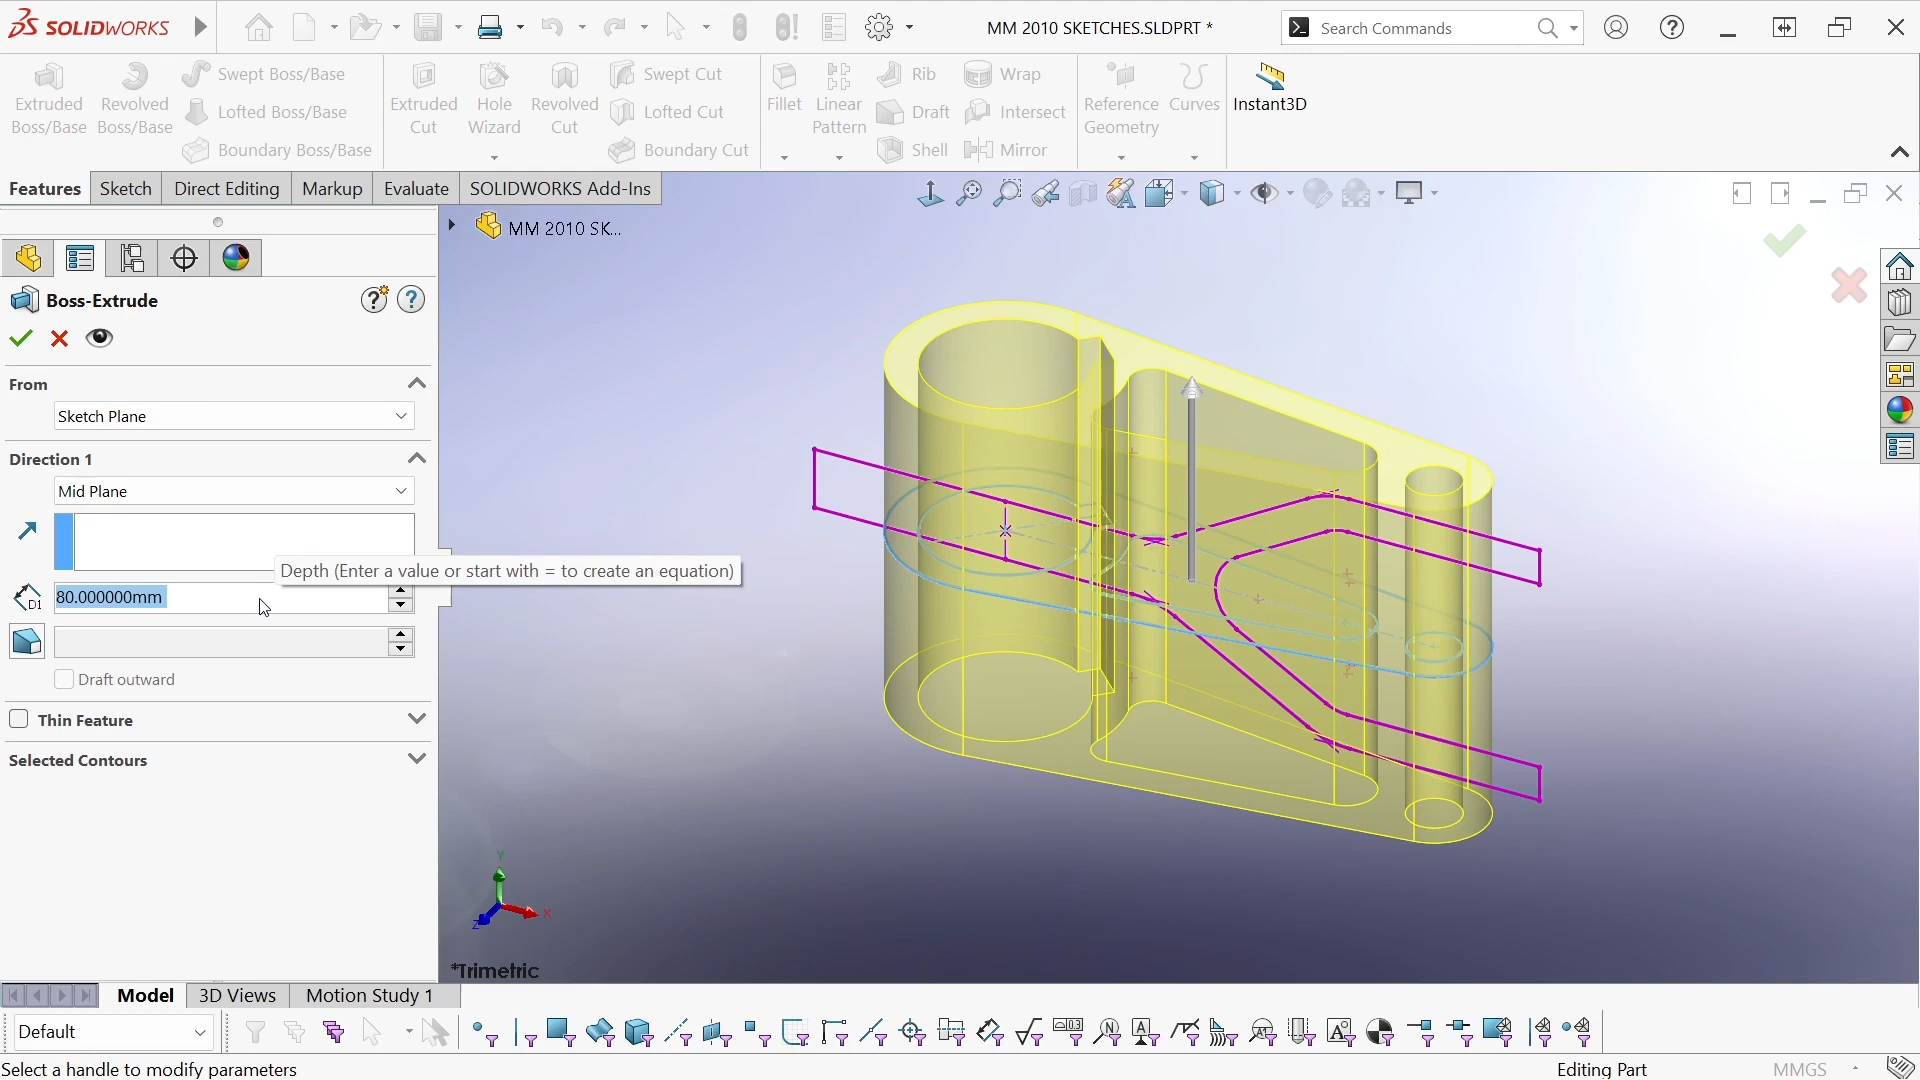 SOLIDWORKS
MM 2010 SKETCHES.SLDPRT *
Search Commands
Extruded Boss/Base
Revolved Boss/Base
Swept Boss/Base
Lofted Boss/Base
Boundary Boss/Base
Extruded Cut
Hole Wizard
Revolved Cut
Swept Cut
Lofted Cut
Boundary Cut
Fillet
Linear Pattern
Rib
Draft
Shell
Wrap
Intersect
Mirror
Reference Geometry
Curves
Instant3D
Features
Sketch
Direct Editing
Markup
Evaluate
SOLIDWORKS Add-Ins
MM 2010 SK...
Boss-Extrude
From
Sketch Plane
Direction 1
Mid Plane
Depth (Enter a value or start with = to create an equation)
D1
80.000000mm
Draft outward
Thin Feature
Selected Contours
Y
X
Z
*Trimetric
Model
3D Views
Motion Study 1
Default
Select a handle to modify parameters
Editing Part
MMGS